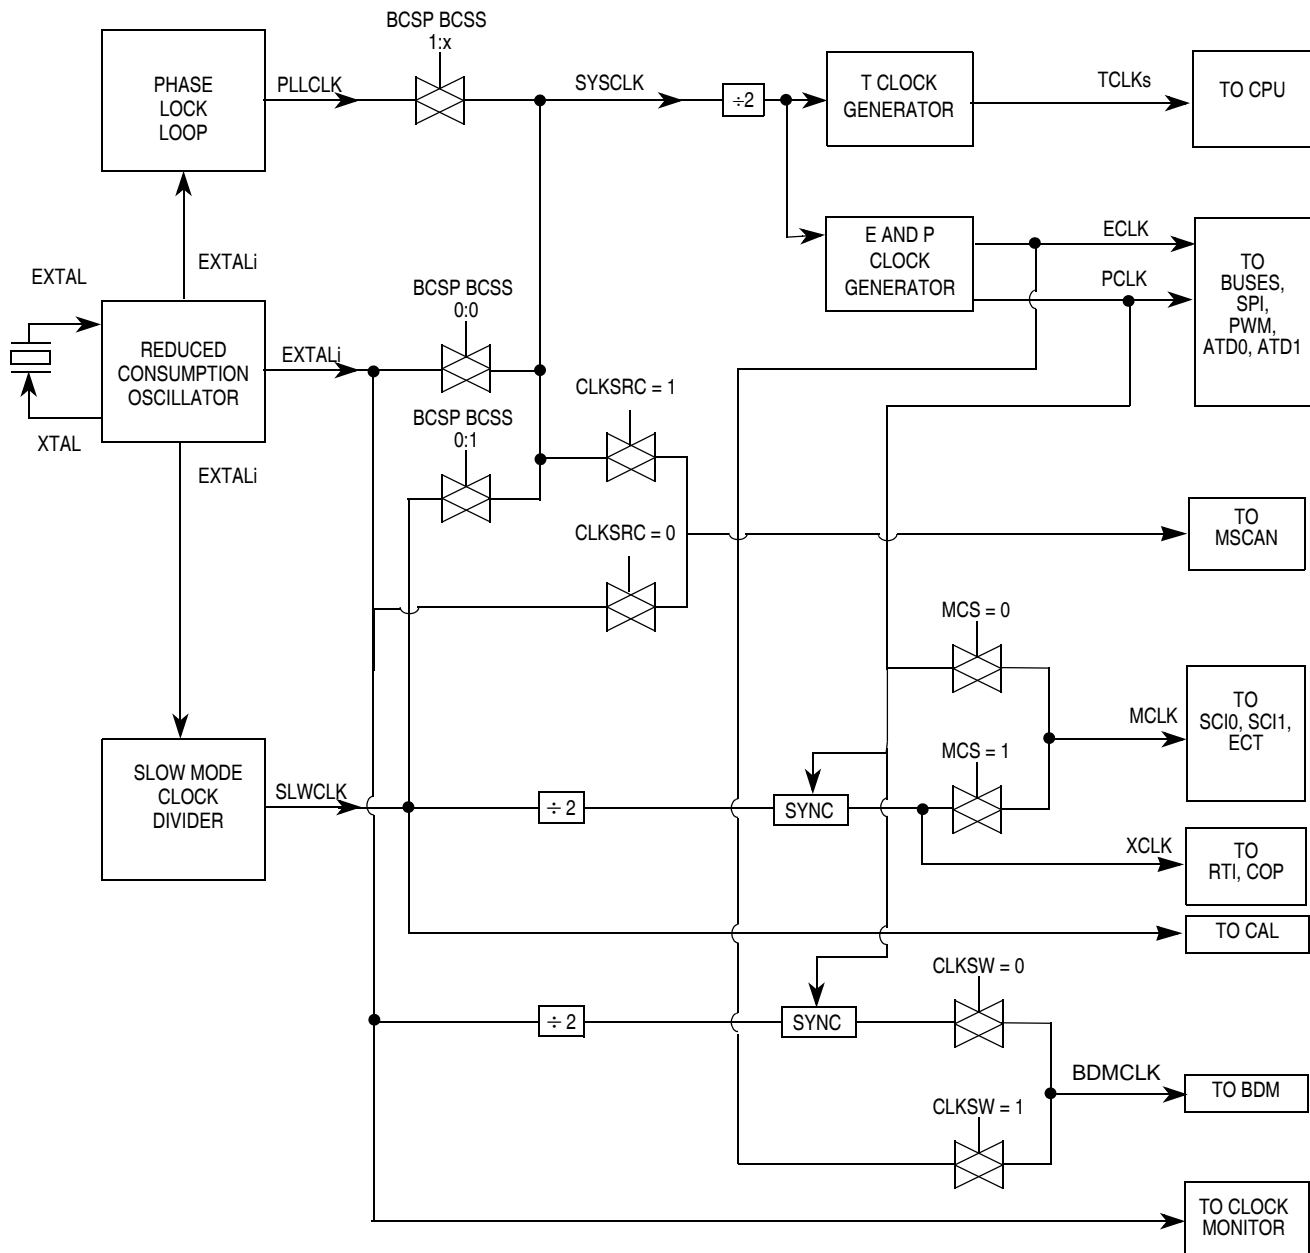 BCSP BCSS
1:x
PHASE
LOCK
LOOP
PLLCLK
SYSCLK
÷2
T CLOCK
GENERATOR
TCLKs
TO CPU
EXTALi
EXTAL
E AND P
CLOCK
GENERATOR
ECLK
PCLK
TO
BUSES,
SPI,
PWM,
ATD0, ATD1
BCSP BCSS
0:0
REDUCED
CONSUMPTION
OSCILLATOR
EXTALi
CLKSRC = 1
BCSP BCSS
0:1
XTAL
EXTALi
CLKSRC = 0
TO
MSCAN
MCS = 0
TO
SCI0, SCI1,
ECT
MCLK
MCS = 1
SLOW MODE
CLOCK
DIVIDER
SLWCLK
÷ 2
SYNC
XCLK
TO
RTI, COP
TO CAL
CLKSW = 0
÷ 2
SYNC
BDMCLK
TO BDM
CLKSW = 1
TO CLOCK
MONITOR